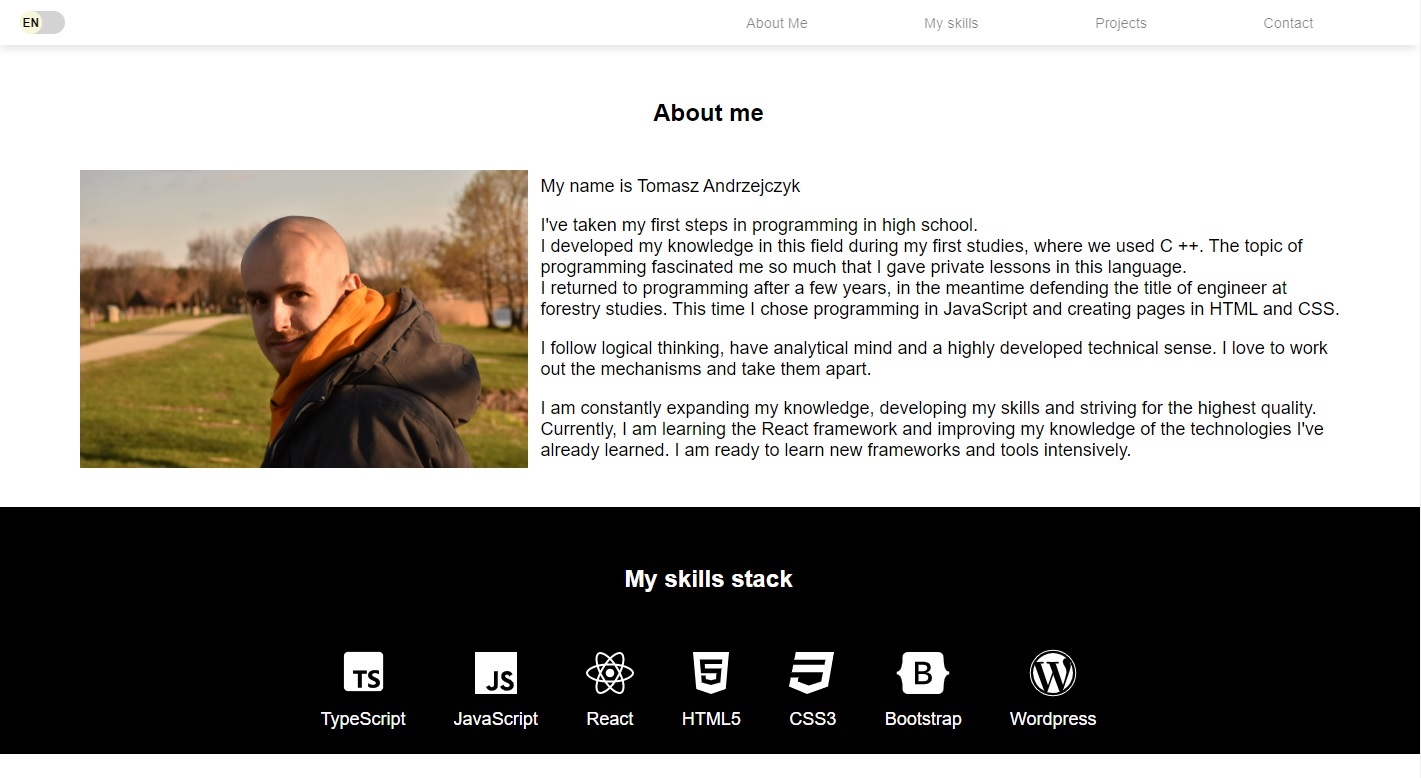 EN
About Me
My skills
Projects
Contact
About me
My name is Tomasz Andrzejczyk
I've taken my first steps in programming in high school.
I developed my knowledge in this field during my first studies, where we used C ++. The topic of
programming fascinated me so much that I gave private lessons in this language.
I returned to programming after a few years, in the meantime defending the title of engineer at
forestry studies. This time I chose programming in JavaScript and creating pages in HTML and CSS.
I follow logical thinking, have analytical mind and a highly developed technical sense. I love to work
out the mechanisms and take them apart.
I am constantly expanding my knowledge, developing my skills and striving for the highest quality.
Currently, I am learning the React framework and improving my knowledge of the technologies I've
already learned. I am ready to learn new frameworks and tools intensively.
My skills stack
TS
JS
5
B
W
TypeScript
JavaScript
React
HTML5
CSS3
Bootstrap
Wordpress